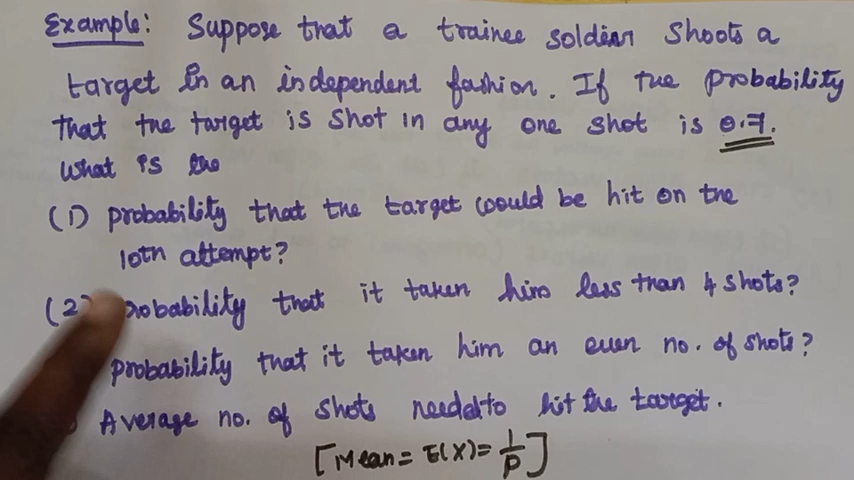 Example: Suppose that a trainee soldier shoots a
target in an independent fashion. If the probability
that the target is shot in any one shot is 0.7.
What is the
(1) probability that the target would be hit on the
10th attempt?
(2) probability that it taken him less than 4 shots?
probability that it taken him an even no. of shots?
Average no. of shots needed to hit the target.
[Mean = E(X) = 1/p]